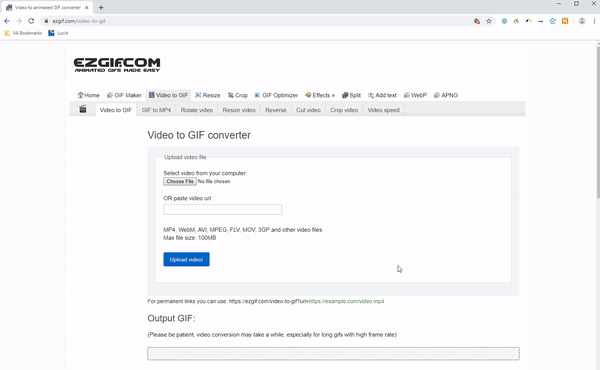 Video to animated GIF converter
ezgif.com/video-to-gif
VA-Bookmarks Lucid
EZGIFCOM
ANIMATED GIFS MADE EASY
Home GIF Maker Video to GIF Resize Crop GIF Optimizer Effects » Split Add text WebP APNG
Video to GIF GIF to MP4 Rotate video Resize video Reverse Cut video Crop video Video speed
Video to GIF converter
Upload video file
Select video from your computer:
Choose File No file chosen
OR paste video url:
MP4, WebM, AVI, MPEG, FLV, MOV, 3GP and other video files
Max file size: 100MB
Upload video!
For permanent links you can use: https://ezgif.com/video-to-gif?url=https://example.com/video.mp4
Output GIF:
(Please be patient, video conversion may take a while, especially for long gifs with high frame rate)